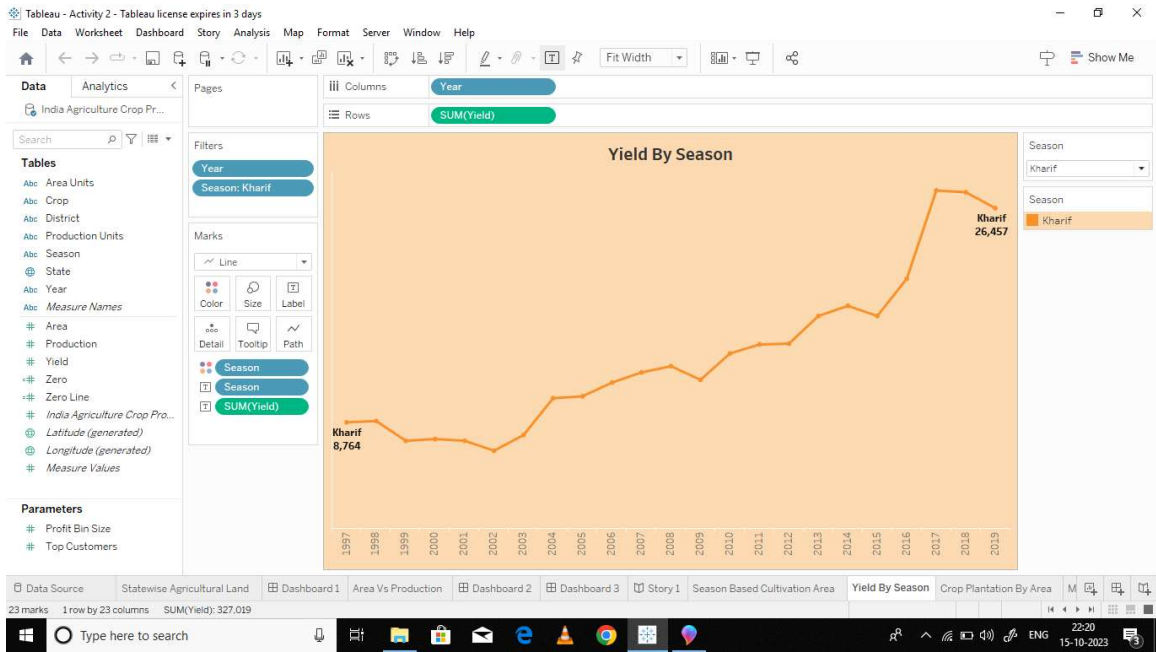 Tableau - Activity 2 - Tableau license expires in 3 days
File Data Worksheet Dashboard Story Analysis Map Format Server Window Help
Fit Width
Show Me
Data Analytics
India Agriculture Crop Pr...
Search
Tables
Abc Area Units
Abc Crop
Abc District
Abc Production Units
Abc Season
State
Abc Year
Abc Measure Names
# Area
# Production
# Yield
=# Zero
=# Zero Line
# India Agriculture Crop Pro...
Latitude (generated)
Longitude (generated)
# Measure Values
Parameters
# Profit Bin Size
# Top Customers
Pages
Filters
Year
Season: Kharif
Marks
Line
Color Size Label
Detail Tooltip Path
Season
Season
SUM(Yield)
Columns Year
Rows SUM(Yield)
Yield By Season
Kharif
8,764
Kharif
26,457
1997 1998 1999 2000 2001 2002 2003 2004 2005 2006 2007 2008 2009 2010 2011 2012 2013 2014 2015 2016 2017 2018 2019
Season
Kharif
Season
Kharif
Data Source Statewise Agricultural Land Dashboard 1 Area Vs Production Dashboard 2 Dashboard 3 Story 1 Season Based Cultivation Area Yield By Season Crop Plantation By Area M
23 marks 1 row by 23 columns SUM(Yield): 327,019
Type here to search
ENG
22:20
15-10-2023
3